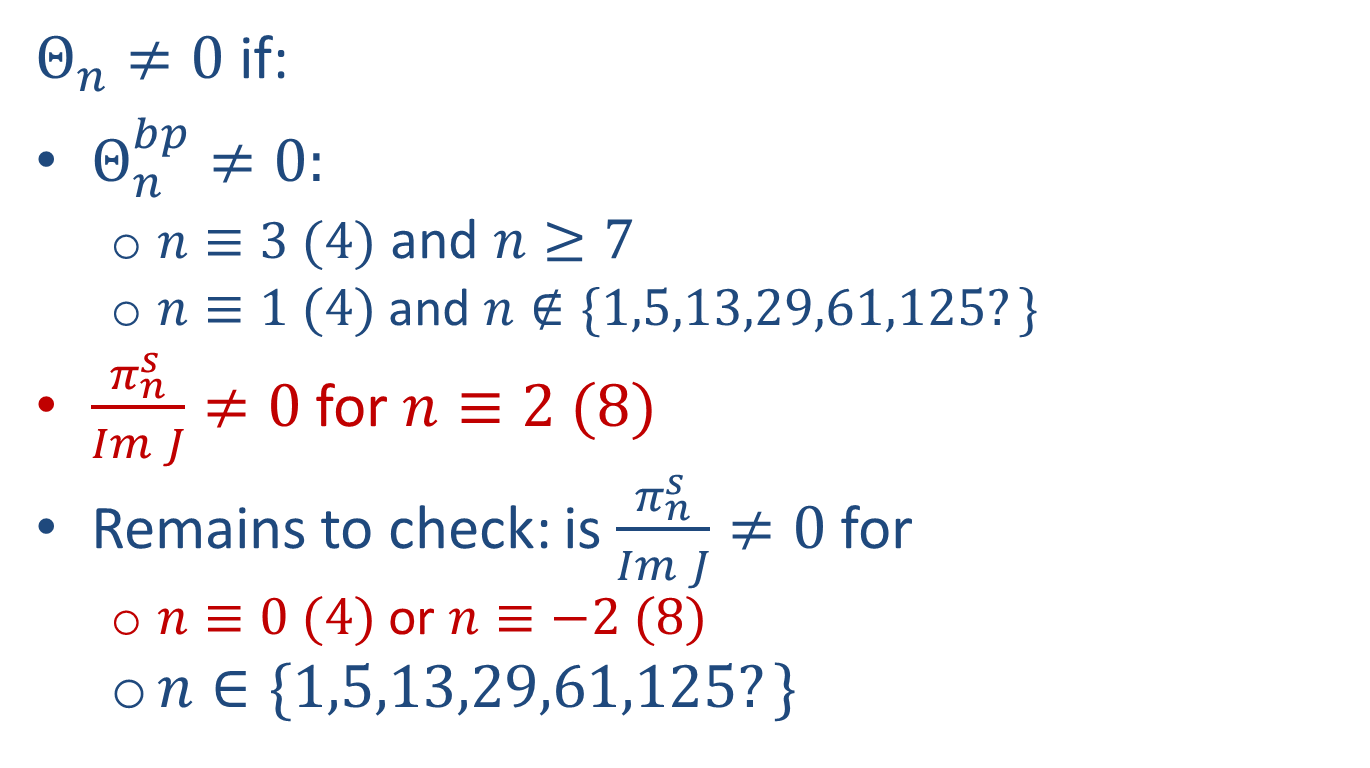 Θ_n ≠ 0 if:
• Θ_n^{bp} ≠ 0:
○ n ≡ 3 (4) and n ≥ 7
○ n ≡ 1 (4) and n ∉ {1,5,13,29,61,125? }
• \frac{π_n^s}{Im J} ≠ 0 for n ≡ 2 (8)
• Remains to check: is \frac{π_n^s}{Im J} ≠ 0 for
○ n ≡ 0 (4) or n ≡ −2 (8)
○ n ∈ {1,5,13,29,61,125? }